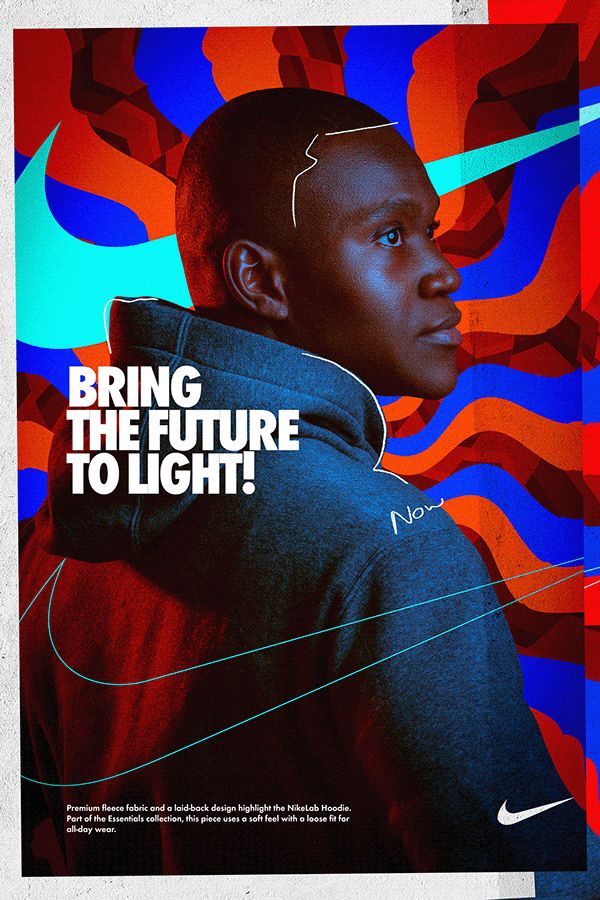 BRING
THE FUTURE
TO LIGHT!
Now
Premium fleece fabric and a laid-back design highlight the NikeLab Hoodie.
Part of the Essentials collection, this piece uses a soft feel with a loose fit for
all-day wear.